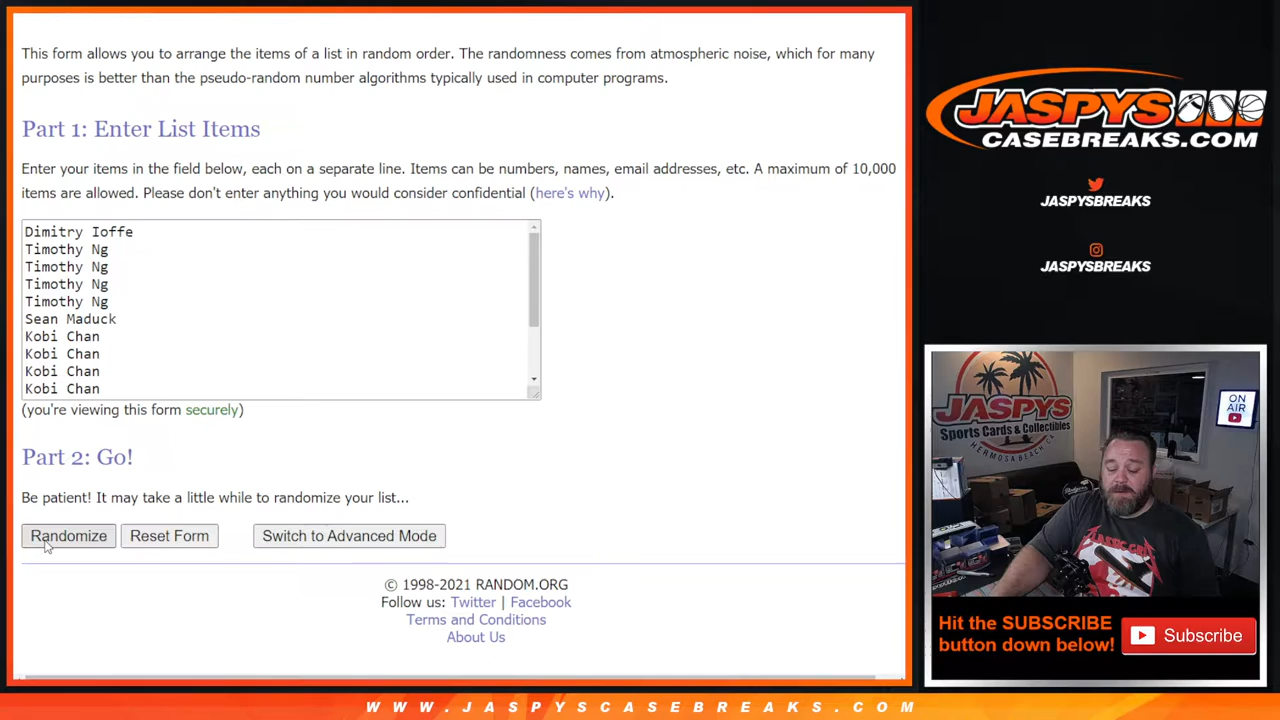 This form allows you to arrange the items of a list in random order. The randomness comes from atmospheric noise, which for many
purposes is better than the pseudo-random number algorithms typically used in computer programs.
Part 1: Enter List Items
Enter your items in the field below, each on a separate line. Items can be numbers, names, email addresses, etc. A maximum of 10,000
items are allowed. Please don't enter anything you would consider confidential (here's why).
Dimitry Ioffe
Timothy Ng
Timothy Ng
Timothy Ng
Timothy Ng
Sean Maduck
Kobi Chan
Kobi Chan
Kobi Chan
Kobi Chan
(you're viewing this form securely)
Part 2: Go!
Be patient! It may take a little while to randomize your list...
Randomize
Reset Form
Switch to Advanced Mode
© 1998-2021 RANDOM.ORG
Follow us: Twitter | Facebook
Terms and Conditions
About Us
JASPYS
CASEBREAKS.COM
JASPYSBREAKS
JASPYSBREAKS
JASPYS
Sports Cards & Collectibles
HERMOSA BEACH CA
ON
AIR
Hit the SUBSCRIBE
button down below!
Subscribe
WWW.JASPYSCASEBREAKS.COM